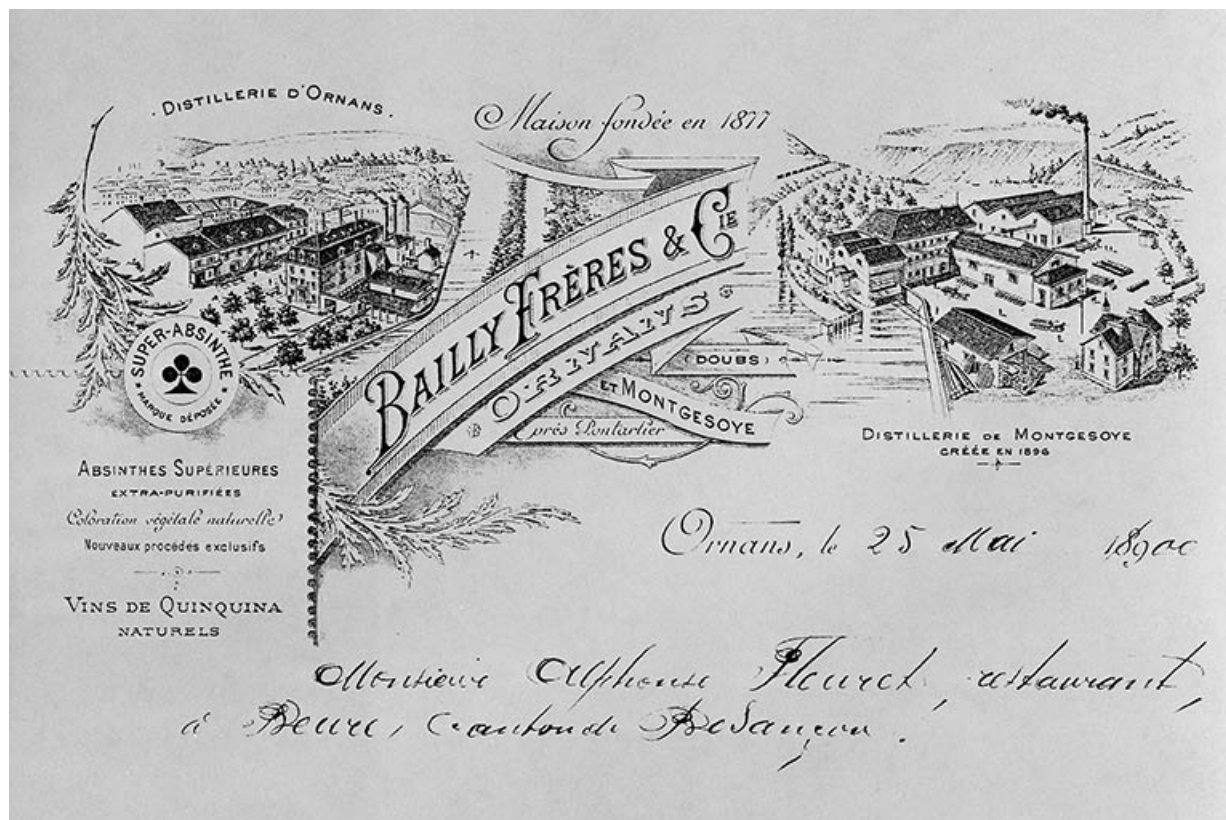 DISTILLERIE D'ORNANS
Maison fondée en 1877
BAILLY FRÈRES & CIE
ORNANS
(DOUBS)
ET MONTGESOYE
près Pontarlier
SUPER-ABSINTHE
MARQUE DÉPOSÉE
DISTILLERIE DE MONTGESOYE
CRÉÉE EN 1896
ABSINTHES SUPÉRIEURES
EXTRA-PURIFIÉES
Coloration végétale naturelle
Nouveaux procédés exclusifs
VINS DE QUINQUINA
NATURELS
Ornans, le 25 Mai 1900
Monsieur Alphonse Fleuret, restaurant,
à Beure, Canton de Besançon.